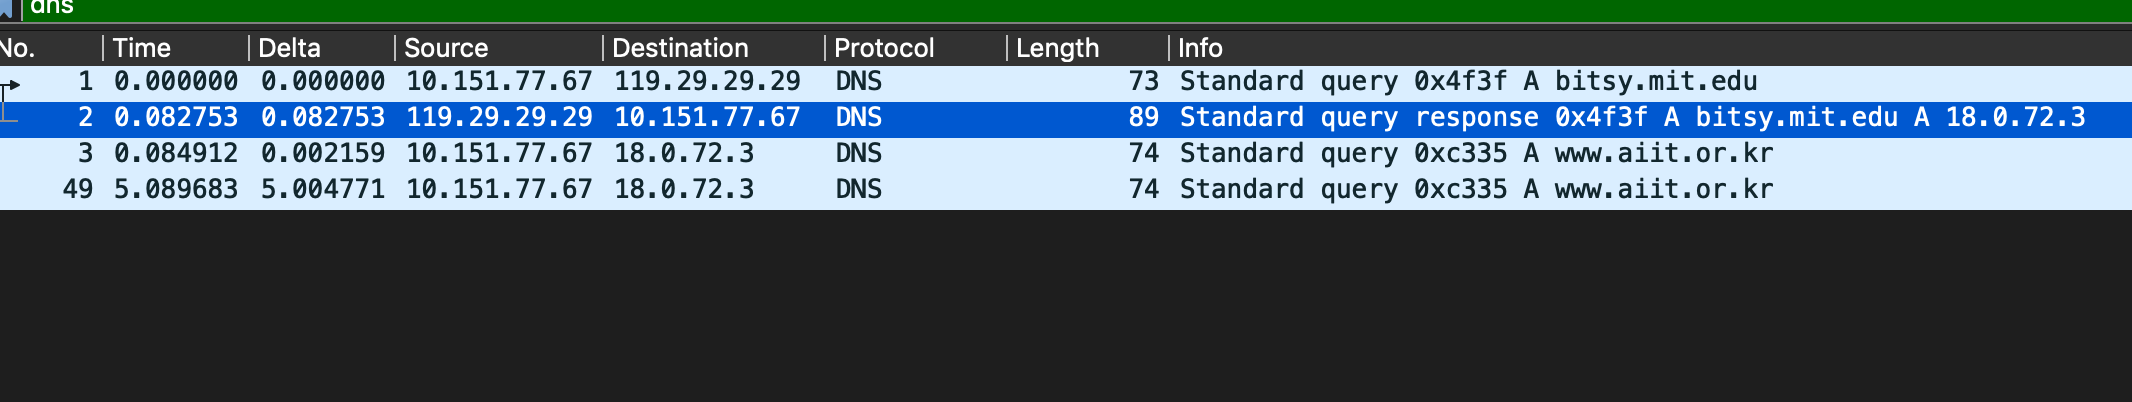 dns
No. Time Delta Source Destination Protocol Length Info
1 0.000000 0.000000 10.151.77.67 119.29.29.29 DNS 73 Standard query 0x4f3f A bitsy.mit.edu
2 0.082753 0.082753 119.29.29.29 10.151.77.67 DNS 89 Standard query response 0x4f3f A bitsy.mit.edu A 18.0.72.3
3 0.084912 0.002159 10.151.77.67 18.0.72.3 DNS 74 Standard query 0xc335 A www.aiit.or.kr
49 5.089683 5.004771 10.151.77.67 18.0.72.3 DNS 74 Standard query 0xc335 A www.aiit.or.kr